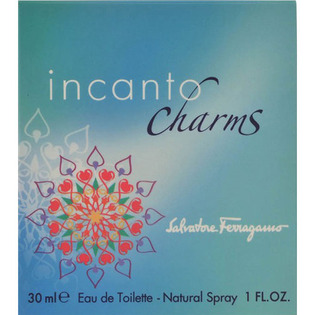 incanto
Charms
Salvatore Ferragamo
30 ml ℮ Eau de Toilette - Natural Spray 1 FL.OZ.